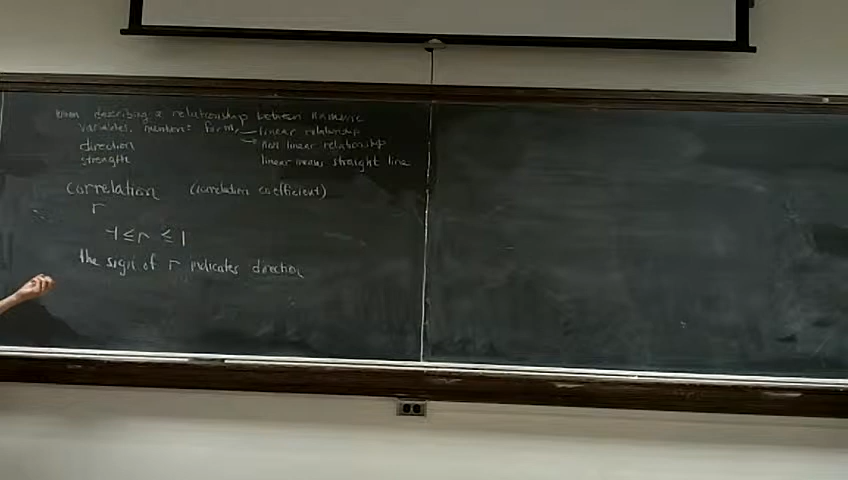 When describing a relationship between numeric
variables, mention: form, linear relationship
not linear relationship
direction
strength linear means straight line
correlation (correlation coefficient)
r
-1 ≤ r ≤ 1
the sign of r indicates direction